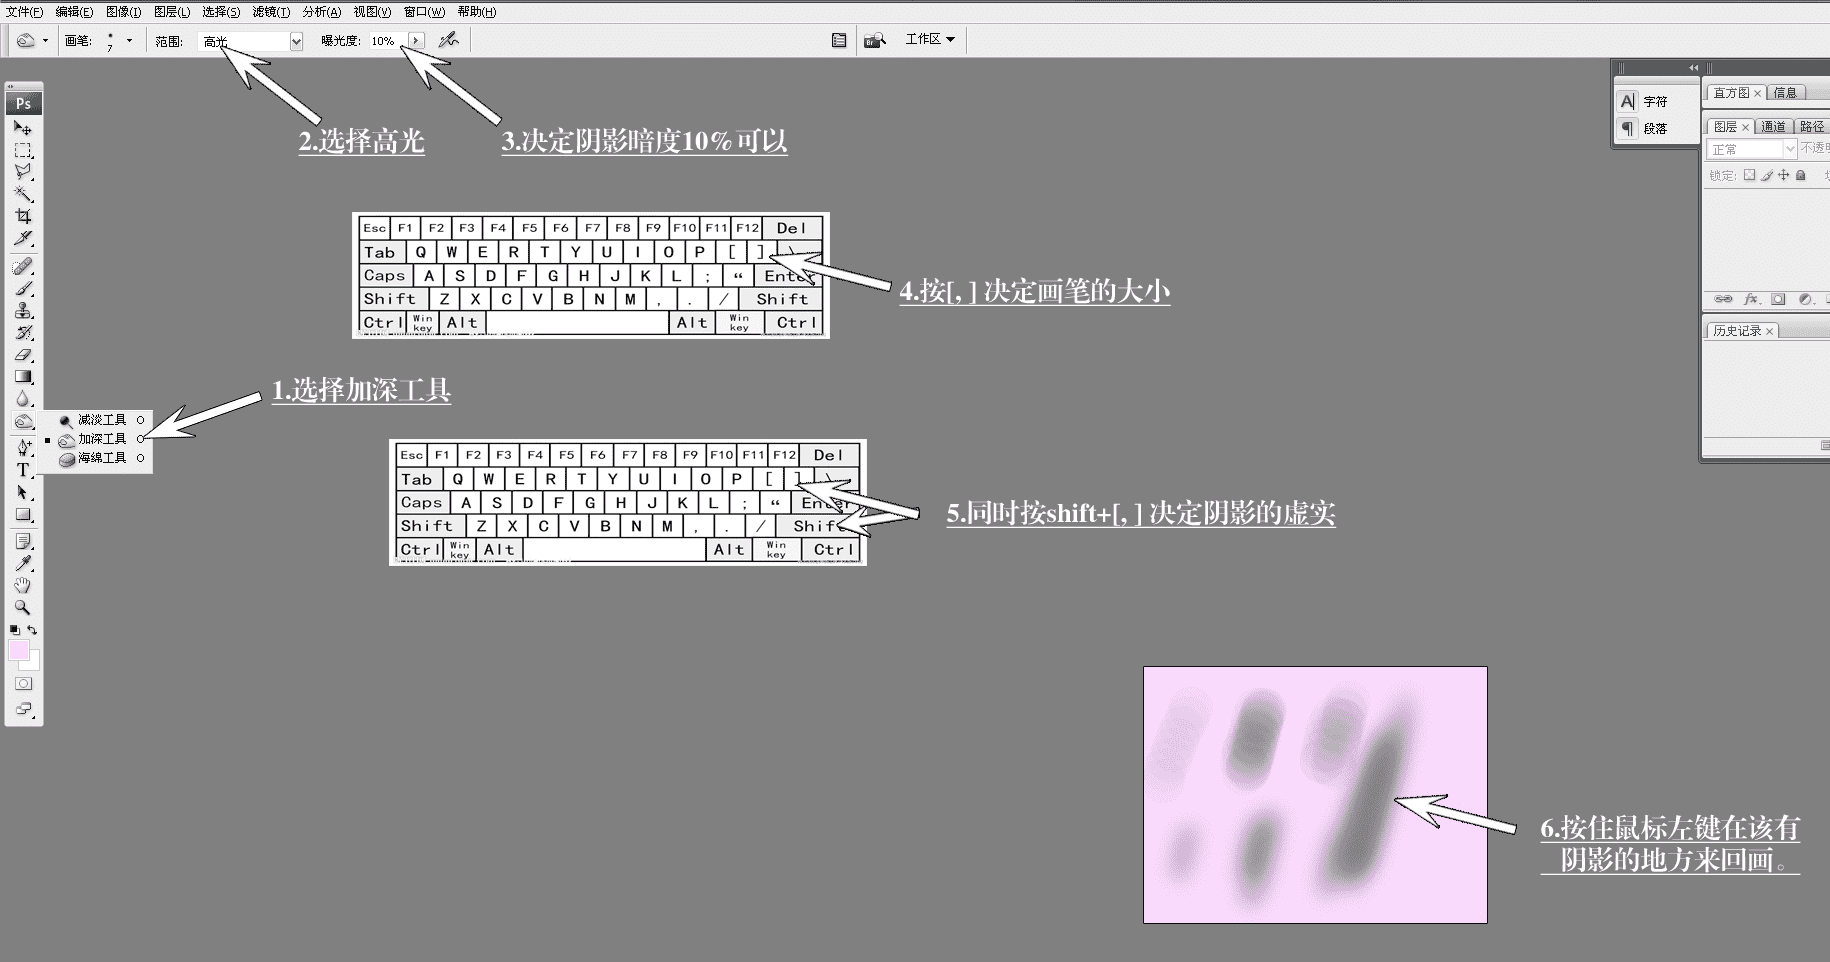 文件(F) 编辑(E) 图像(I) 图层(L) 选择(S) 滤镜(T) 分析(A) 视图(V) 窗口(W) 帮助(H)
画笔: 7 范围: 高光 曝光度: 10% Br 工作区
Ps
2.选择高光
3.决定阴影暗度10%可以
A 字符
段落
直方图 × 信息
图层 × 通道 路径
正常
锁定:
fx.
历史记录 ×
Esc F1 F2 F3 F4 F5 F6 F7 F8 F9 F10 F11 F12 Del
Tab Q W E R T Y U I O P [ ] \
Caps A S D F G H J K L ; “ Enter
Shift Z X C V B N M , . / Shift
Ctrl Win key Alt Alt Win key Ctrl
4.按[, ] 决定画笔的大小
1.选择加深工具
减淡工具 O
加深工具 O
海绵工具 O
T
Esc F1 F2 F3 F4 F5 F6 F7 F8 F9 F10 F11 F12 Del
Tab Q W E R T Y U I O P [ ] \
Caps A S D F G H J K L ; “ Enter
Shift Z X C V B N M , . / Shift
Ctrl Win key Alt Alt Win key Ctrl
5.同时按shift+[, ] 决定阴影的虚实
6.按住鼠标左键在该有
阴影的地方来回画。